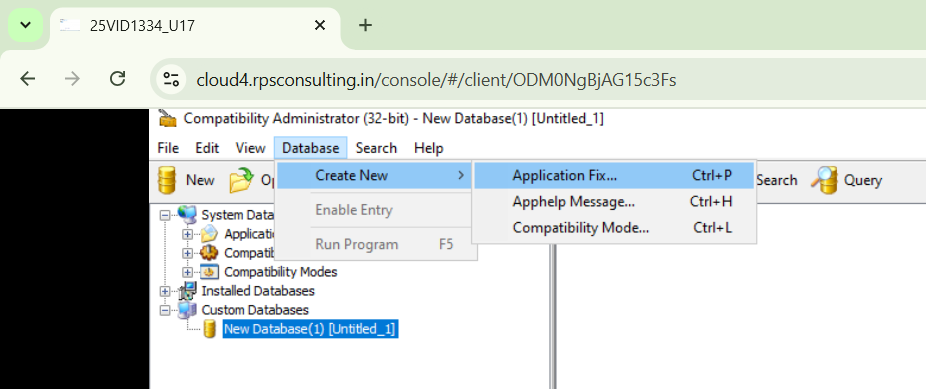 25VID1334_U17
cloud4.rpsconsulting.in/console/#/client/ODM0NgBjAG15c3Fs
Compatibility Administrator (32-bit) - New Database(1) [Untitled_1]
File Edit View Database Search Help
New Op Search Query
Create New
Enable Entry
Run Program F5
Application Fix... Ctrl+P
Apphelp Message... Ctrl+H
Compatibility Mode... Ctrl+L
System Data
Applicati
Compatib
Compatibility Modes
Installed Databases
Custom Databases
New Database(1) [Untitled_1]